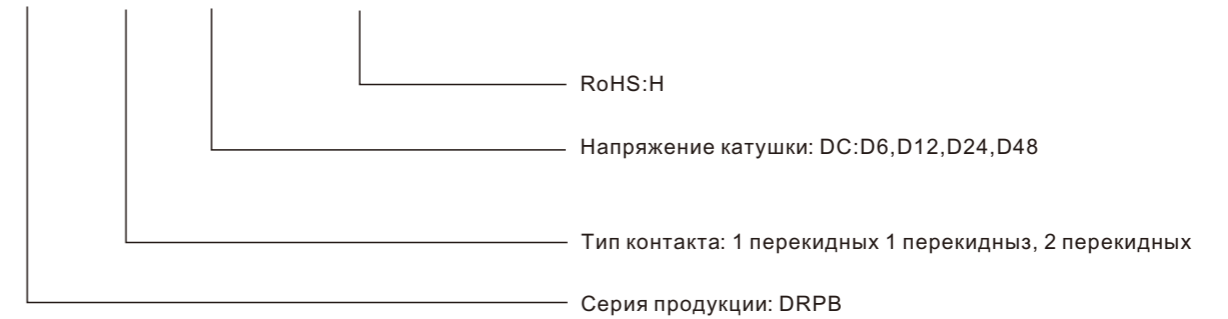 RoHS:H
Напряжение катушки: DC:D6,D12,D24,D48
Тип контакта: 1 перекидных 1 перекидныз, 2 перекидных
Серия продукции: DRPB